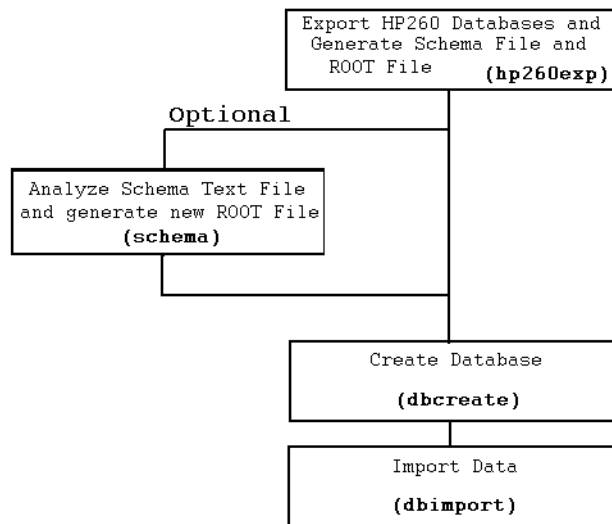 Export HP260 Databases and
Generate Schema File and
ROOT File (hp260exp)
Optional
Analyze Schema Text File
and generate new ROOT File
(schema)
Create Database
(dbcreate)
Import Data
(dbimport)